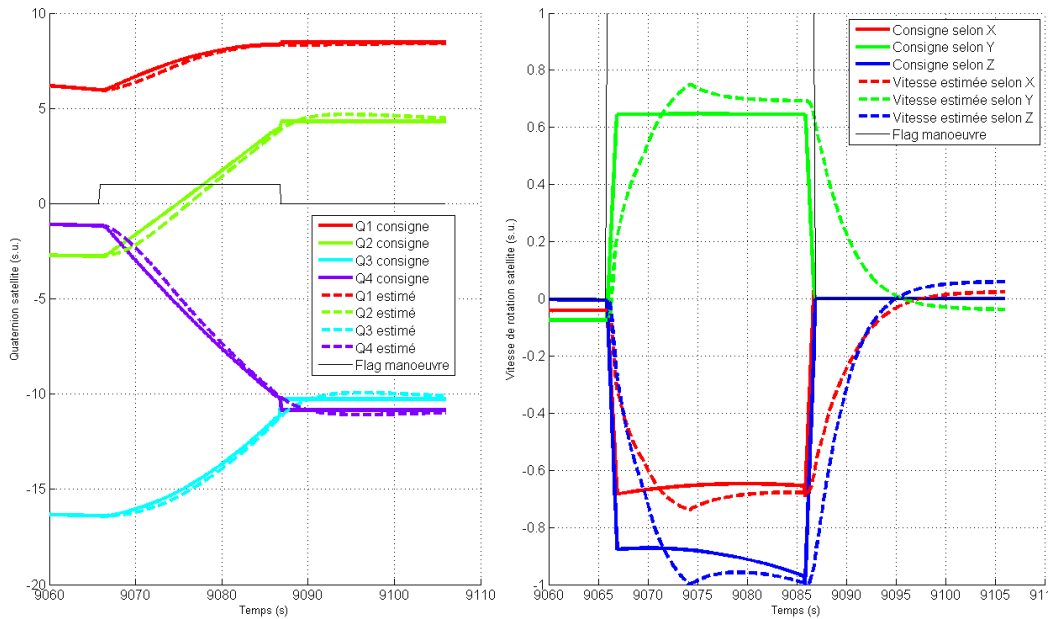 10
5
0
-5
-10
-15
-20
9060
9070
9080
9090
9100
9110
Quaternion satellite (s.u.)
Temps (s)
Q1 consigne
Q2 consigne
Q3 consigne
Q4 consigne
Q1 estimé
Q2 estimé
Q3 estimé
Q4 estimé
Flag manoeuvre
1
0.8
0.6
0.4
0.2
0
-0.2
-0.4
-0.6
-0.8
-1
9060
9065
9070
9075
9080
9085
9090
9095
9100
9105
9110
Vitesse de rotation satellite (s.u.)
Temps (s)
Consigne selon X
Consigne selon Y
Consigne selon Z
Vitesse estimée selon X
Vitesse estimée selon Y
Vitesse estimée selon Z
Flag manoeuvre